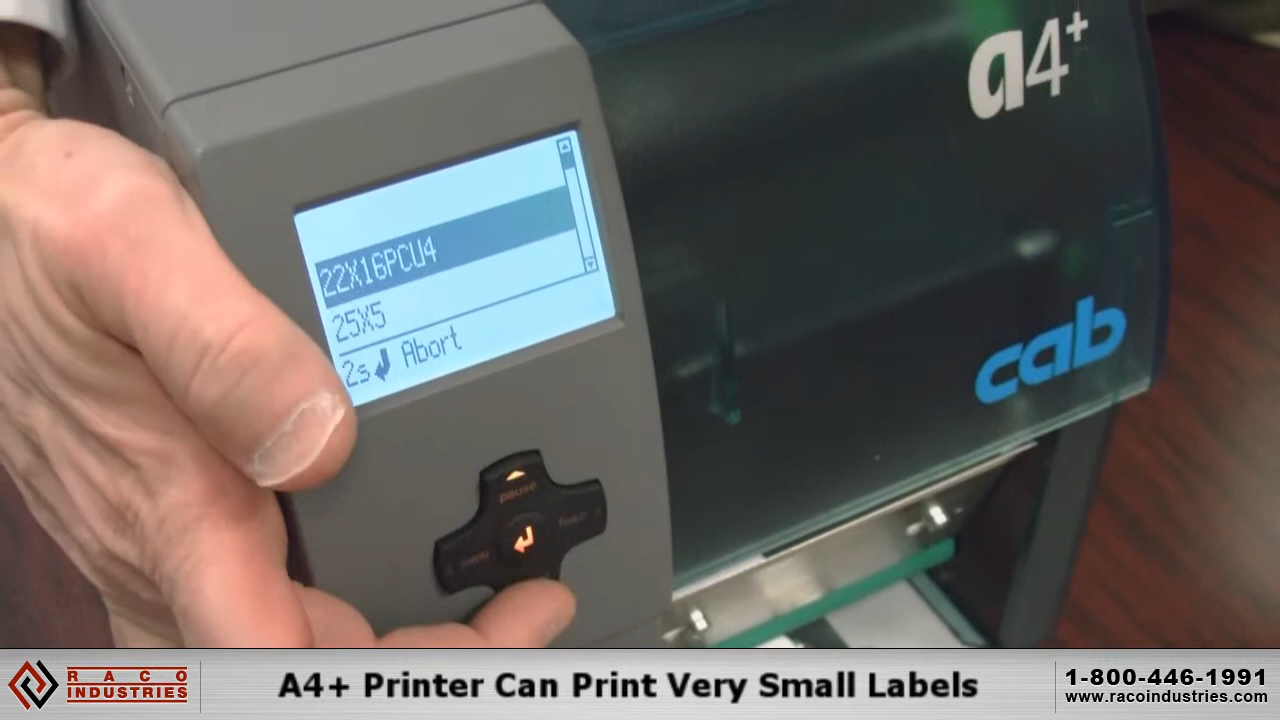 a4+
22X16PCU4
25X5
2s↵ Abort
cab
pause
feed
menu
RACO
INDUSTRIES
A4+ Printer Can Print Very Small Labels
1-800-446-1991
www.racoindustries.com